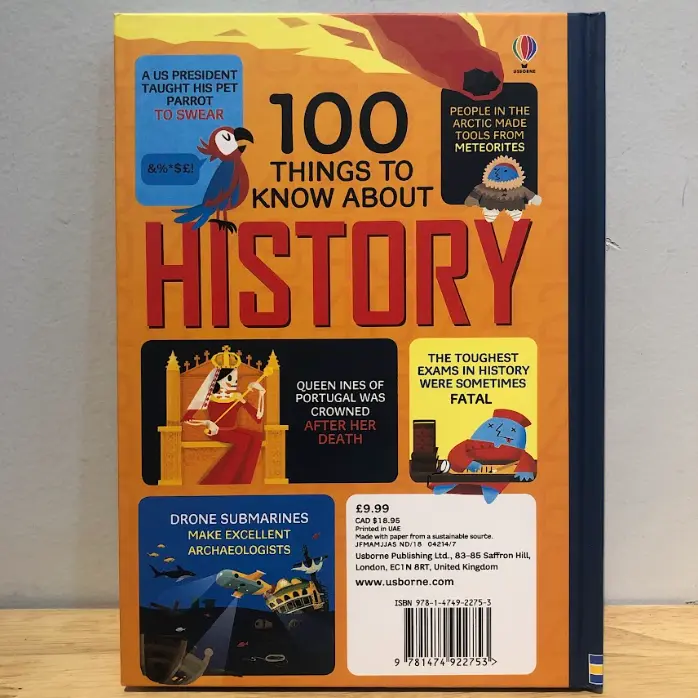 USBORNE
A US PRESIDENT
TAUGHT HIS PET
PARROT
TO SWEAR
&%*$£!
100
THINGS TO
KNOW ABOUT
HISTORY
PEOPLE IN THE
ARCTIC MADE
TOOLS FROM
METEORITES
QUEEN INES OF
PORTUGAL WAS
CROWNED
AFTER HER
DEATH
THE TOUGHEST
EXAMS IN HISTORY
WERE SOMETIMES
FATAL
DRONE SUBMARINES
MAKE EXCELLENT
ARCHAEOLOGISTS
£9.99
CAD $18.95
Printed in UAE
Made with paper from a sustainable source.
JFMAMJJAS ND/18 04214/7
Usborne Publishing Ltd., 83-85 Saffron Hill,
London, EC1N 8RT, United Kingdom
www.usborne.com
ISBN 978-1-4749-2275-3
9 781474 922753>